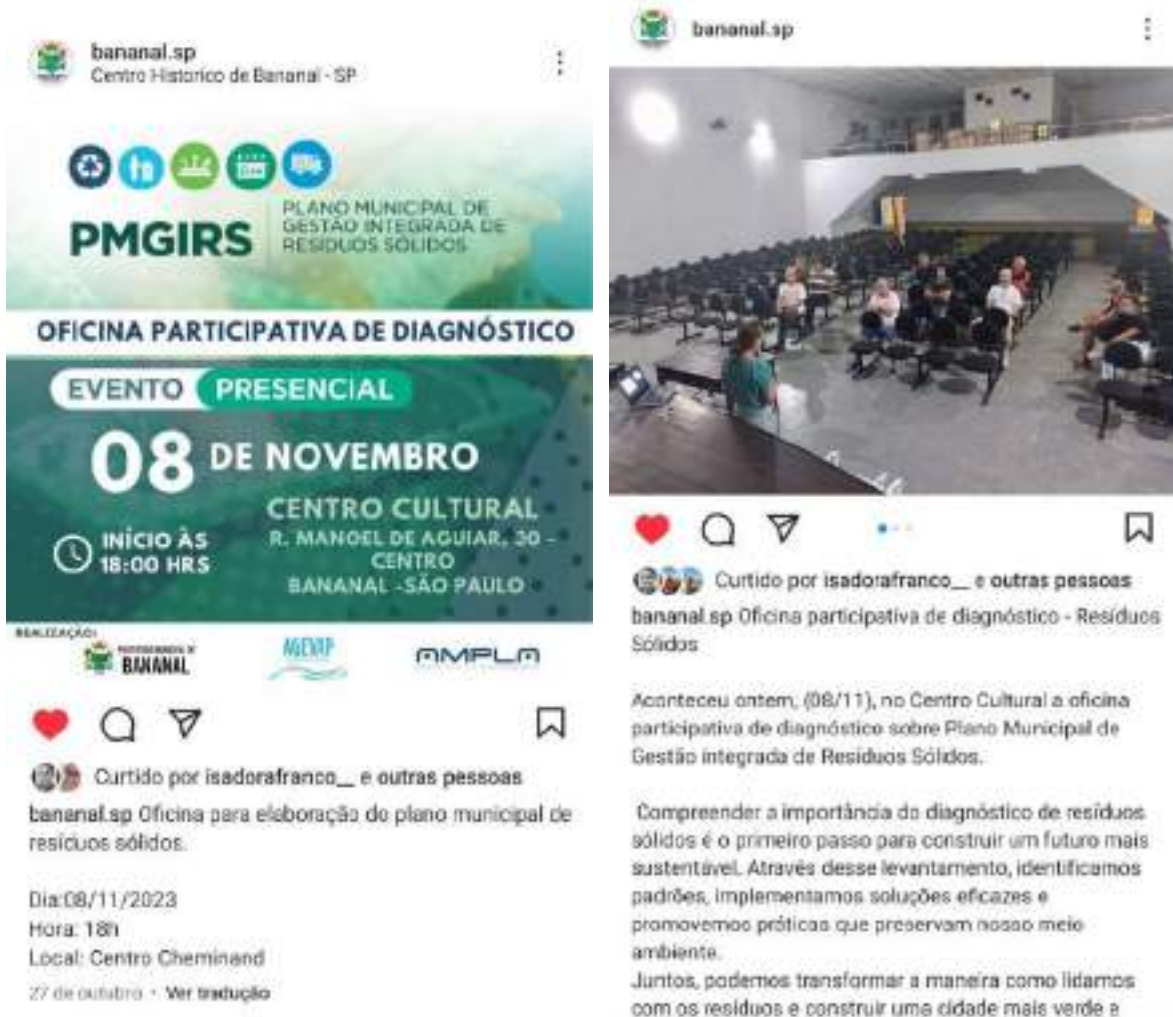 bananal.sp
Centro Historico de Bananal - SP
PMGIRS
PLANO MUNICIPAL DE
GESTÃO INTEGRADA DE
RESÍDUOS SÓLIDOS
OFICINA PARTICIPATIVA DE DIAGNÓSTICO
EVENTO PRESENCIAL
08 DE NOVEMBRO
INÍCIO ÀS
18:00 HRS
CENTRO CULTURAL
R. MANOEL DE AGUIAR, 30 -
CENTRO
BANANAL -SÃO PAULO
REALIZAÇÃO:
BANANAL
AGEVAP
AMPLA
Curtido por isadorafranco__ e outras pessoas
bananal.sp Oficina para elaboração do plano municipal de
resíduos sólidos.
Dia:08/11/2023
Hora: 18h
Local: Centro Cheminand
27 de outubro • Ver tradução
bananal.sp
Curtido por isadorafranco__ e outras pessoas
bananal.sp Oficina participativa de diagnóstico - Resíduos
Sólidos
Aconteceu ontem, (08/11), no Centro Cultural a oficina
participativa de diagnóstico sobre Plano Municipal de
Gestão integrada de Resíduos Sólidos.
Compreender a importância do diagnóstico de resíduos
sólidos é o primeiro passo para construir um futuro mais
sustentável. Através desse levantamento, identificamos
padrões, implementamos soluções eficazes e
promovemos práticas que preservam nosso meio
ambiente.
Juntos, podemos transformar a maneira como lidamos
com os resíduos e construir uma cidade mais verde e